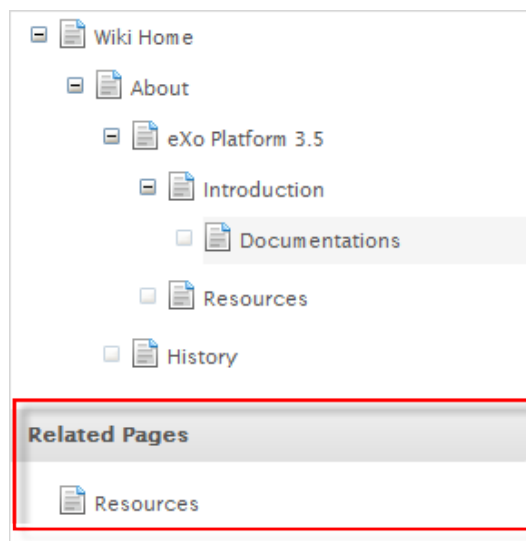 Wiki Home
About
eXo Platform 3.5
Introduction
Documentations
Resources
History
Related Pages
Resources